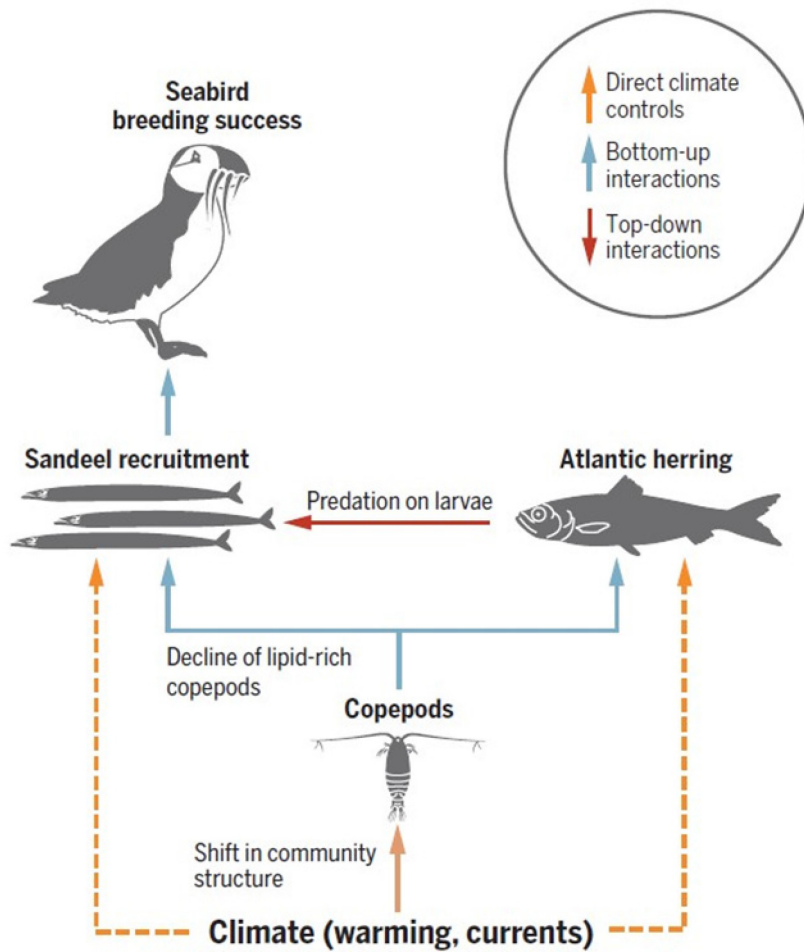 Seabird
breeding success
Direct climate
controls
Bottom-up
interactions
Top-down
interactions
Sandeel recruitment
Atlantic herring
Predation on larvae
Decline of lipid-rich
copepods
Copepods
Shift in community
structure
Climate (warming, currents)